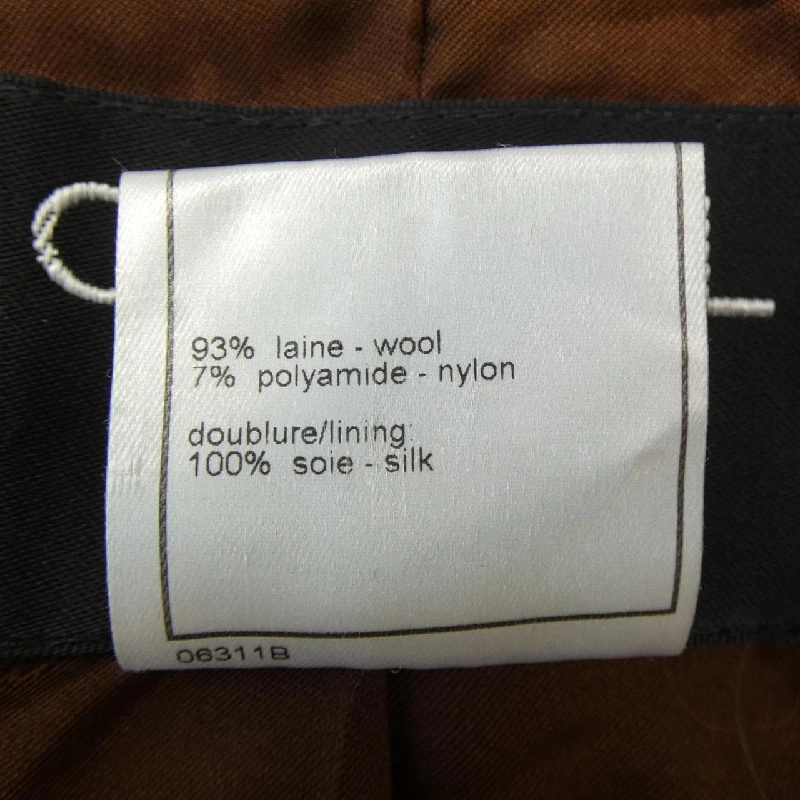 93% laine - wool
7% polyamide - nylon
doublure/lining:
100% soie - silk
06311B